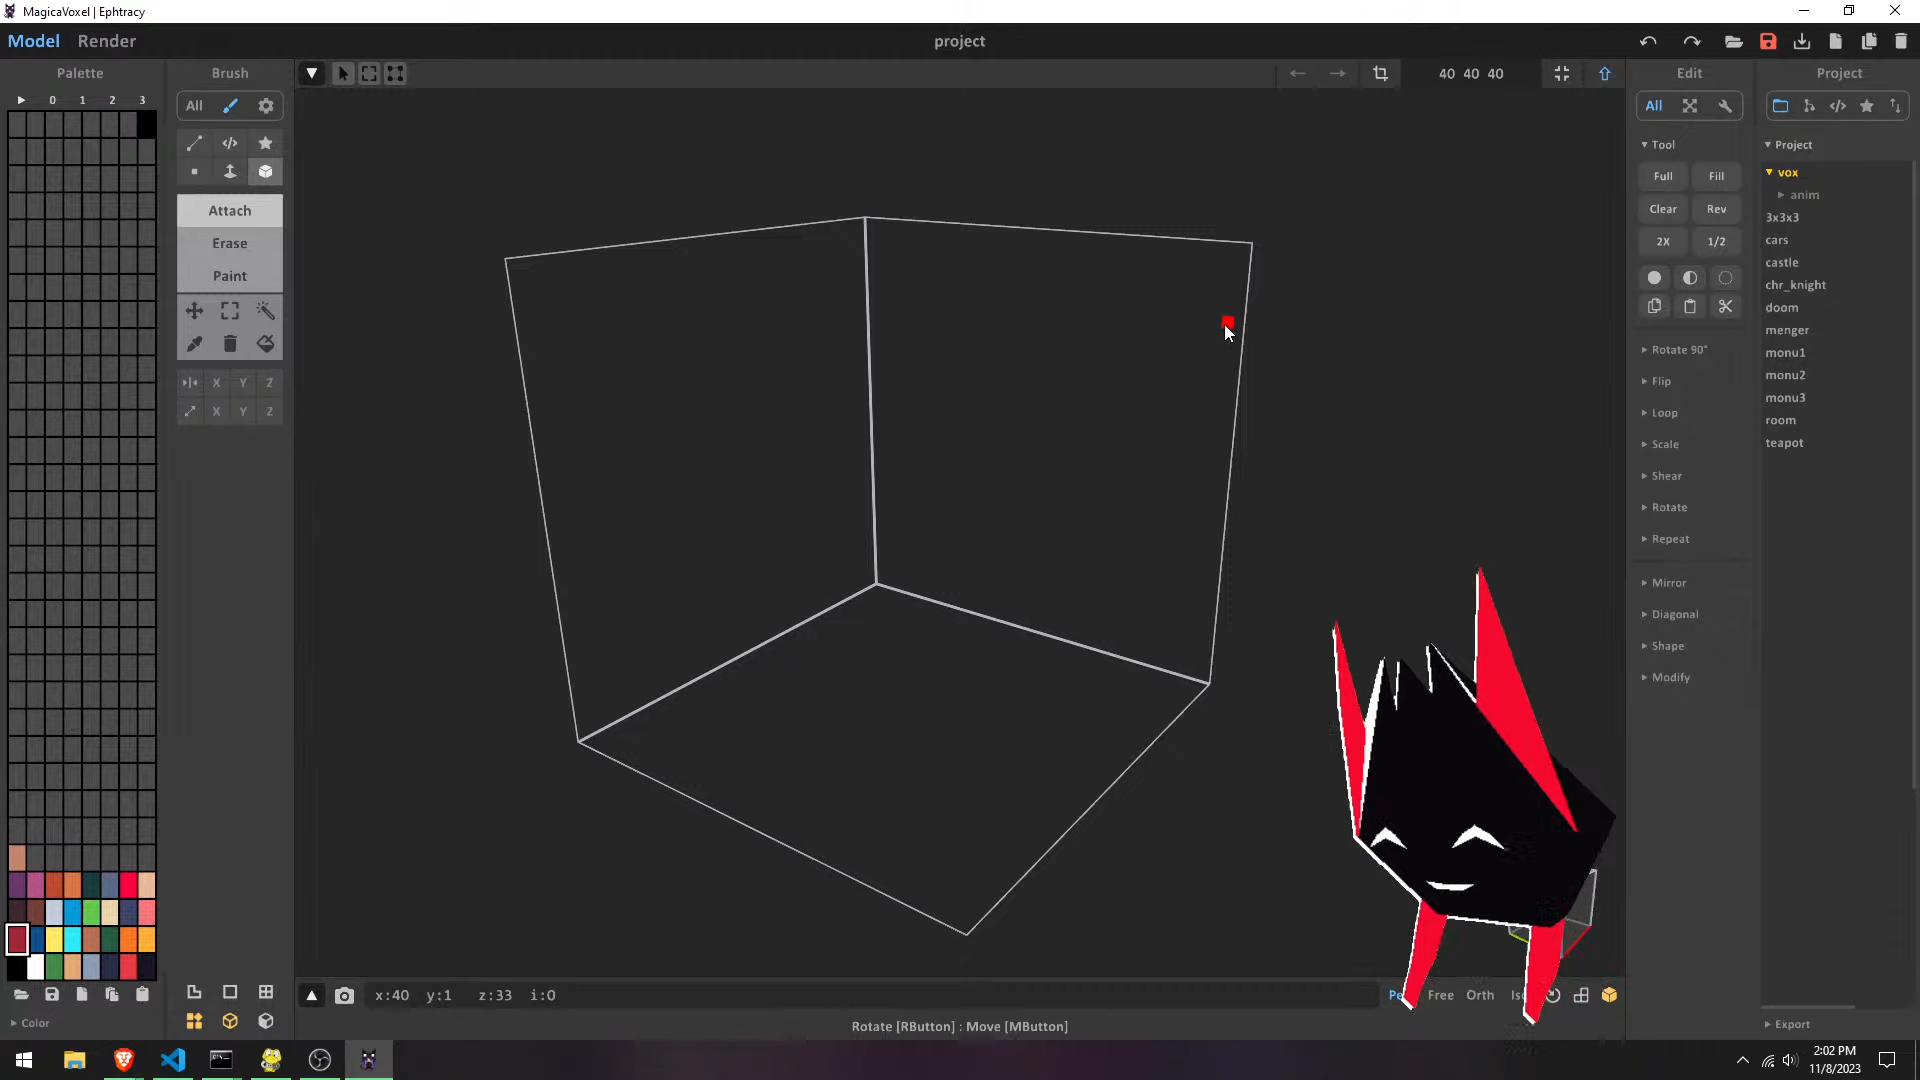 MagicaVoxel | Ephtracy
Model Render
project
Palette
Brush
40 40 40
Edit
Project
0 1 2 3
All
All
Tool
Project
Full Fill
Clear Rev
2X 1/2
vox
anim
3x3x3
cars
castle
chr_knight
doom
menger
monu1
monu2
monu3
room
teapot
Attach
Erase
Paint
X Y Z
X Y Z
Rotate 90°
Flip
Loop
Scale
Shear
Rotate
Repeat
Mirror
Diagonal
Shape
Modify
x:40 y:1 z:33 i:0
Free Orth
Color
Rotate [RButton] : Move [MButton]
Export
2:02 PM
11/8/2023